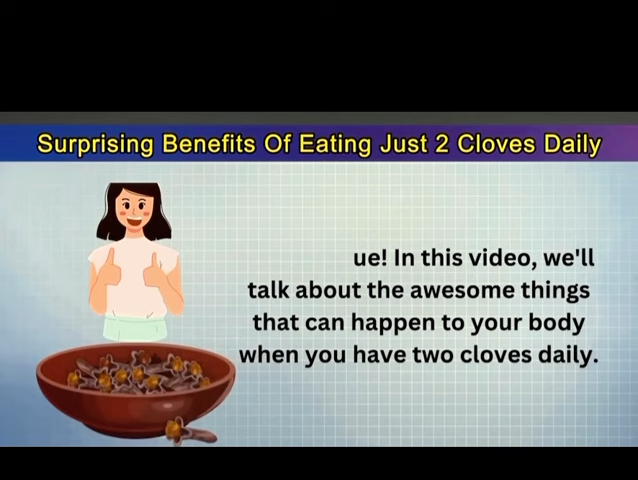 Surprising Benefits Of Eating Just 2 Cloves Daily
ue! In this video, we'll
talk about the awesome things
that can happen to your body
when you have two cloves daily.